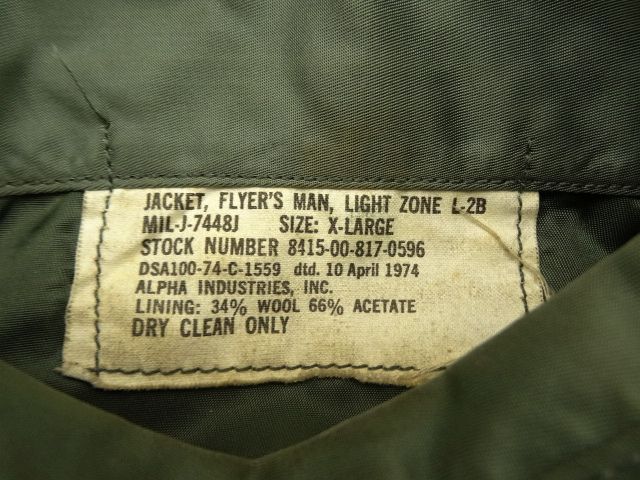 JACKET, FLYER'S MAN, LIGHT ZONE L-2B
MIL-J-7448J SIZE: X-LARGE
STOCK NUMBER 8415-00-817-0596
DSA100-74-C-1559 dtd. 10 April 1974
ALPHA INDUSTRIES, INC.
LINING: 34% WOOL 66% ACETATE
DRY CLEAN ONLY